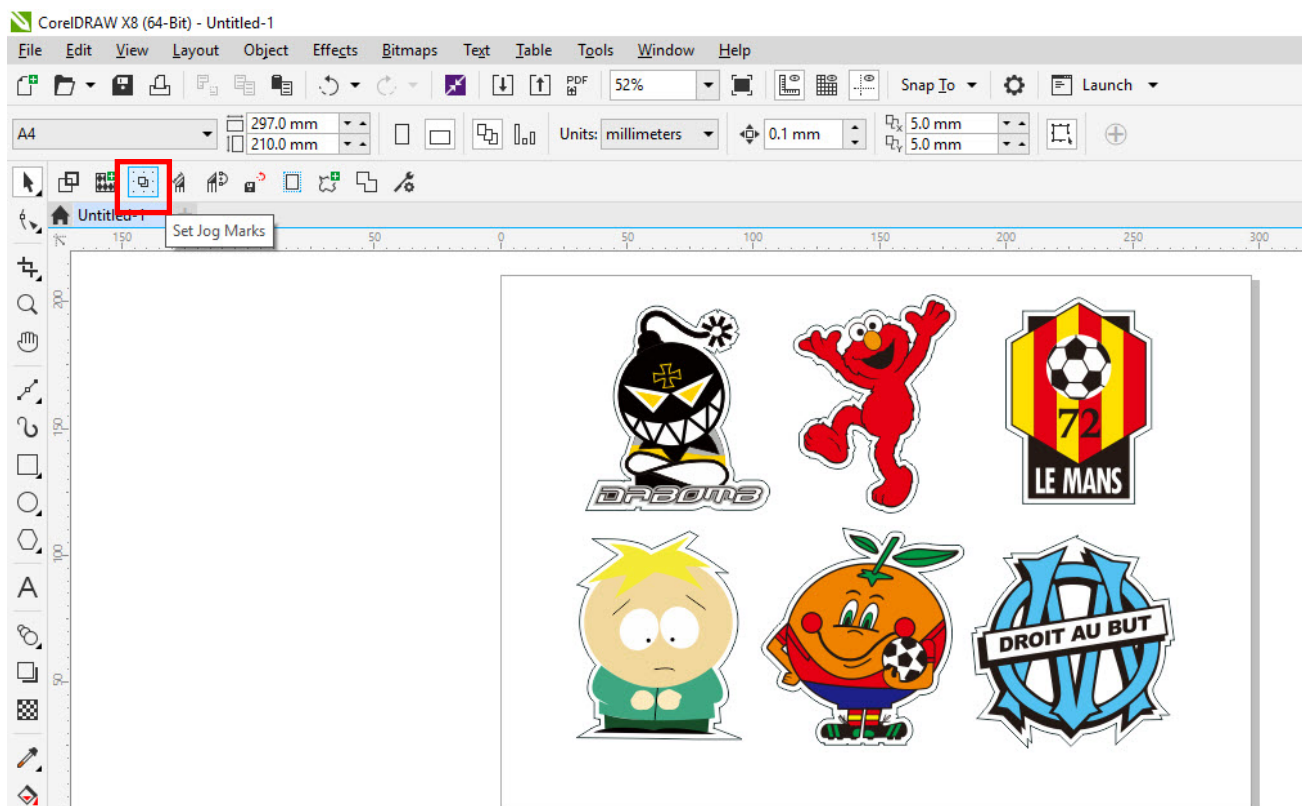 CorelDRAW X8 (64-Bit) - Untitled-1
File Edit View Layout Object Effects Bitmaps Text Table Tools Window Help
PDF 52% Snap To Launch
A4 297.0 mm 210.0 mm Units: millimeters 0.1 mm 5.0 mm 5.0 mm
Untitled-1
Set Jog Marks
150 50 0 50 100 150 200 250 300
200
150
100
50
72
LE MANS
DABOMB
DROIT AU BUT